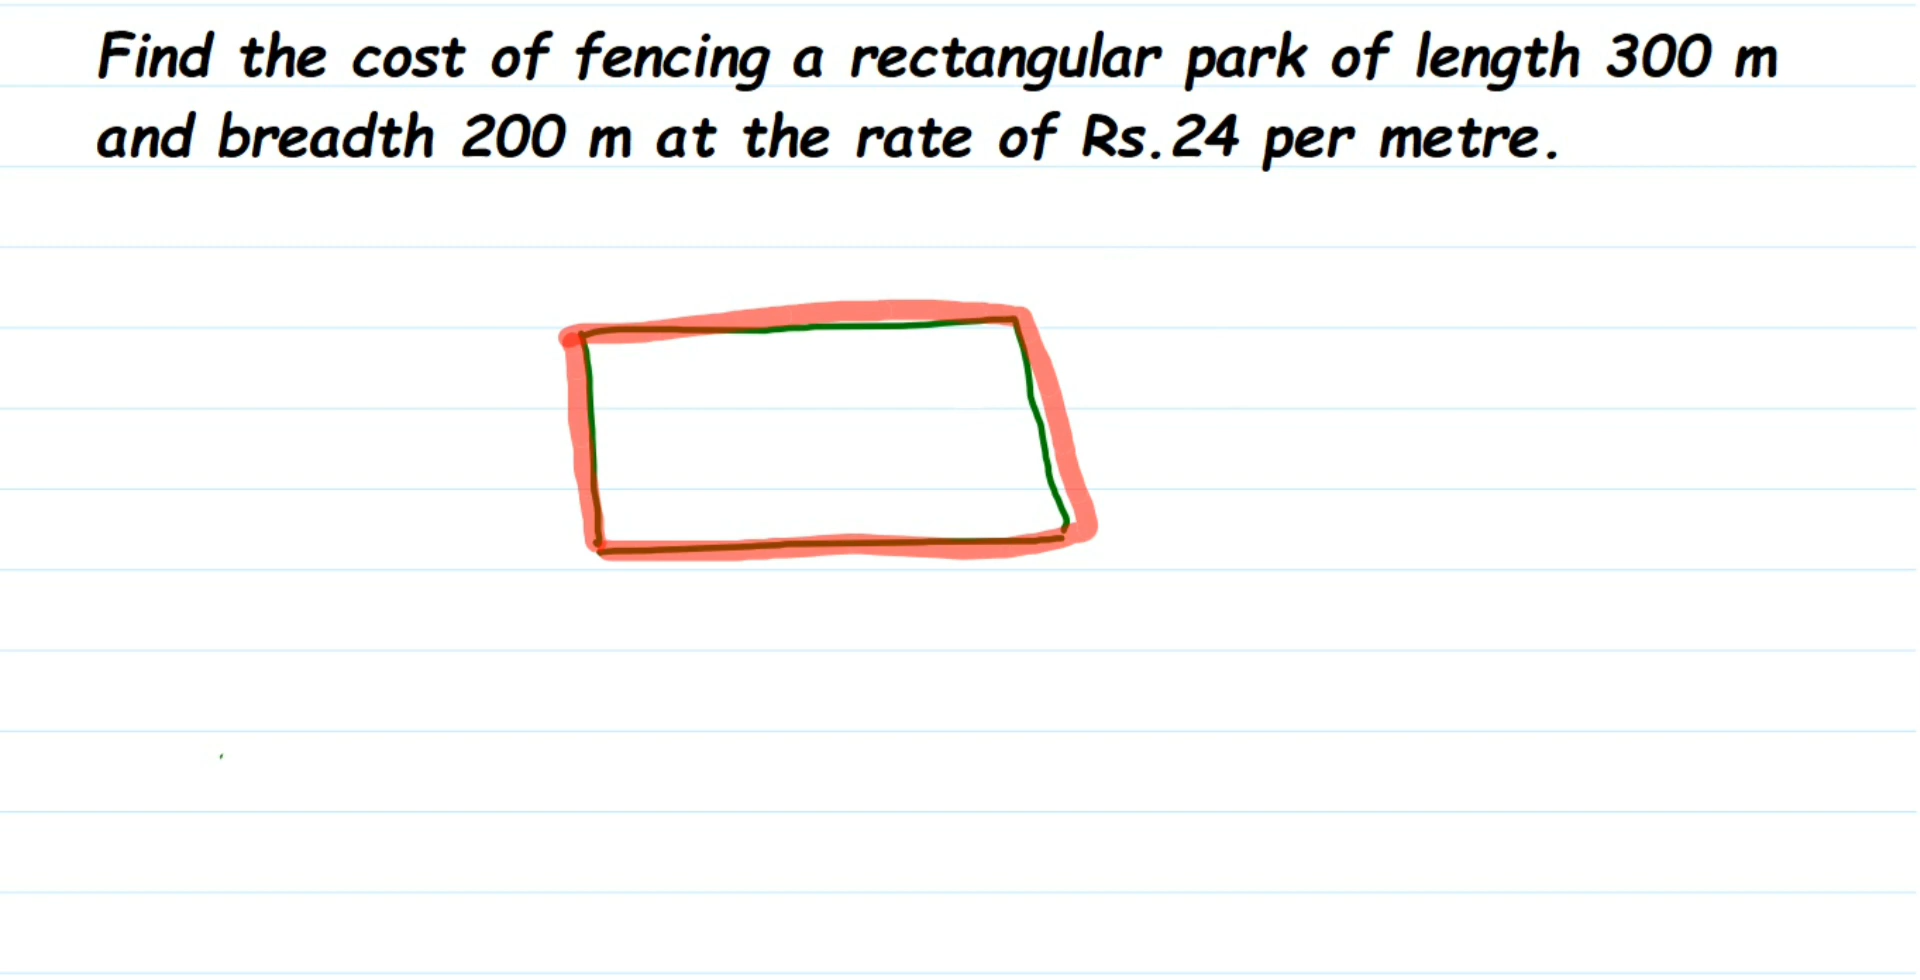 Find the cost of fencing a rectangular park of length 300 m
and breadth 200 m at the rate of Rs.24 per metre.